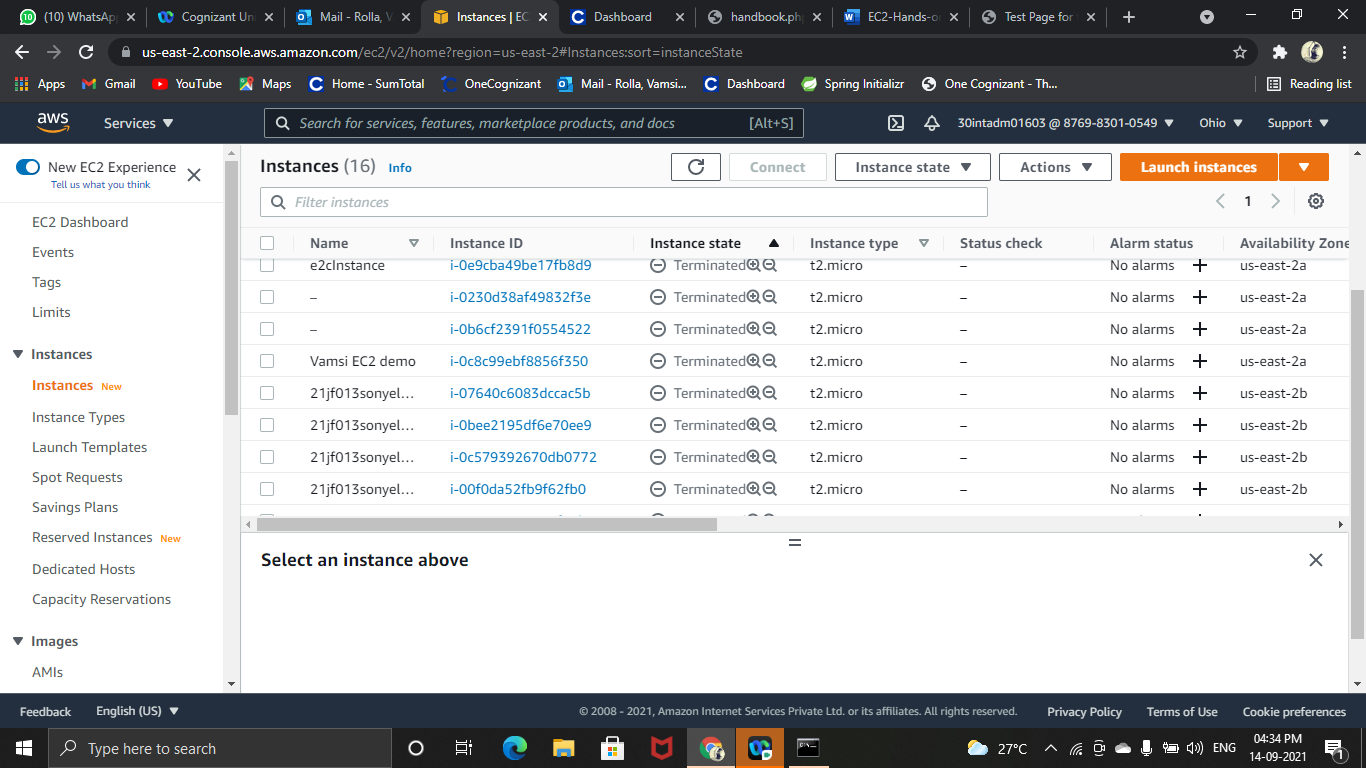 (10) WhatsAp
Cognizant Uni
Mail - Rolla, V
Instances | EC
Dashboard
handbook.ph
EC2-Hands-o
Test Page for
us-east-2.console.aws.amazon.com/ec2/v2/home?region=us-east-2#Instances:sort=instanceState
Apps
Gmail
YouTube
Maps
Home - SumTotal
OneCognizant
Mail - Rolla, Vamsi...
Dashboard
Spring Initializr
One Cognizant - Th...
Reading list
aws
Services
Search for services, features, marketplace products, and docs
[Alt+S]
30intadm01603 @ 8769-8301-0549
Ohio
Support
New EC2 Experience
Tell us what you think
EC2 Dashboard
Events
Tags
Limits
Instances
Instances New
Instance Types
Launch Templates
Spot Requests
Savings Plans
Reserved Instances New
Dedicated Hosts
Capacity Reservations
Images
AMIs
Instances (16) Info
Connect
Instance state
Actions
Launch instances
Filter instances
1
Name Instance ID Instance state Instance type Status check Alarm status Availability Zone
e2cInstance i-0e9cba49be17fb8d9 Terminated t2.micro – No alarms + us-east-2a
– i-0230d38af49832f3e Terminated t2.micro – No alarms + us-east-2a
– i-0b6cf2391f0554522 Terminated t2.micro – No alarms + us-east-2a
Vamsi EC2 demo i-0c8c99ebf8856f350 Terminated t2.micro – No alarms + us-east-2a
21jf013sonyel... i-07640c6083dccac5b Terminated t2.micro – No alarms + us-east-2b
21jf013sonyel... i-0bee2195df6e70ee9 Terminated t2.micro – No alarms + us-east-2b
21jf013sonyel... i-0c579392670db0772 Terminated t2.micro – No alarms + us-east-2b
21jf013sonyel... i-00f0da52fb9f62fb0 Terminated t2.micro – No alarms + us-east-2b
Select an instance above
Feedback
English (US)
© 2008 - 2021, Amazon Internet Services Private Ltd. or its affiliates. All rights reserved.
Privacy Policy
Terms of Use
Cookie preferences
Type here to search
27°C
ENG
04:34 PM
14-09-2021
1